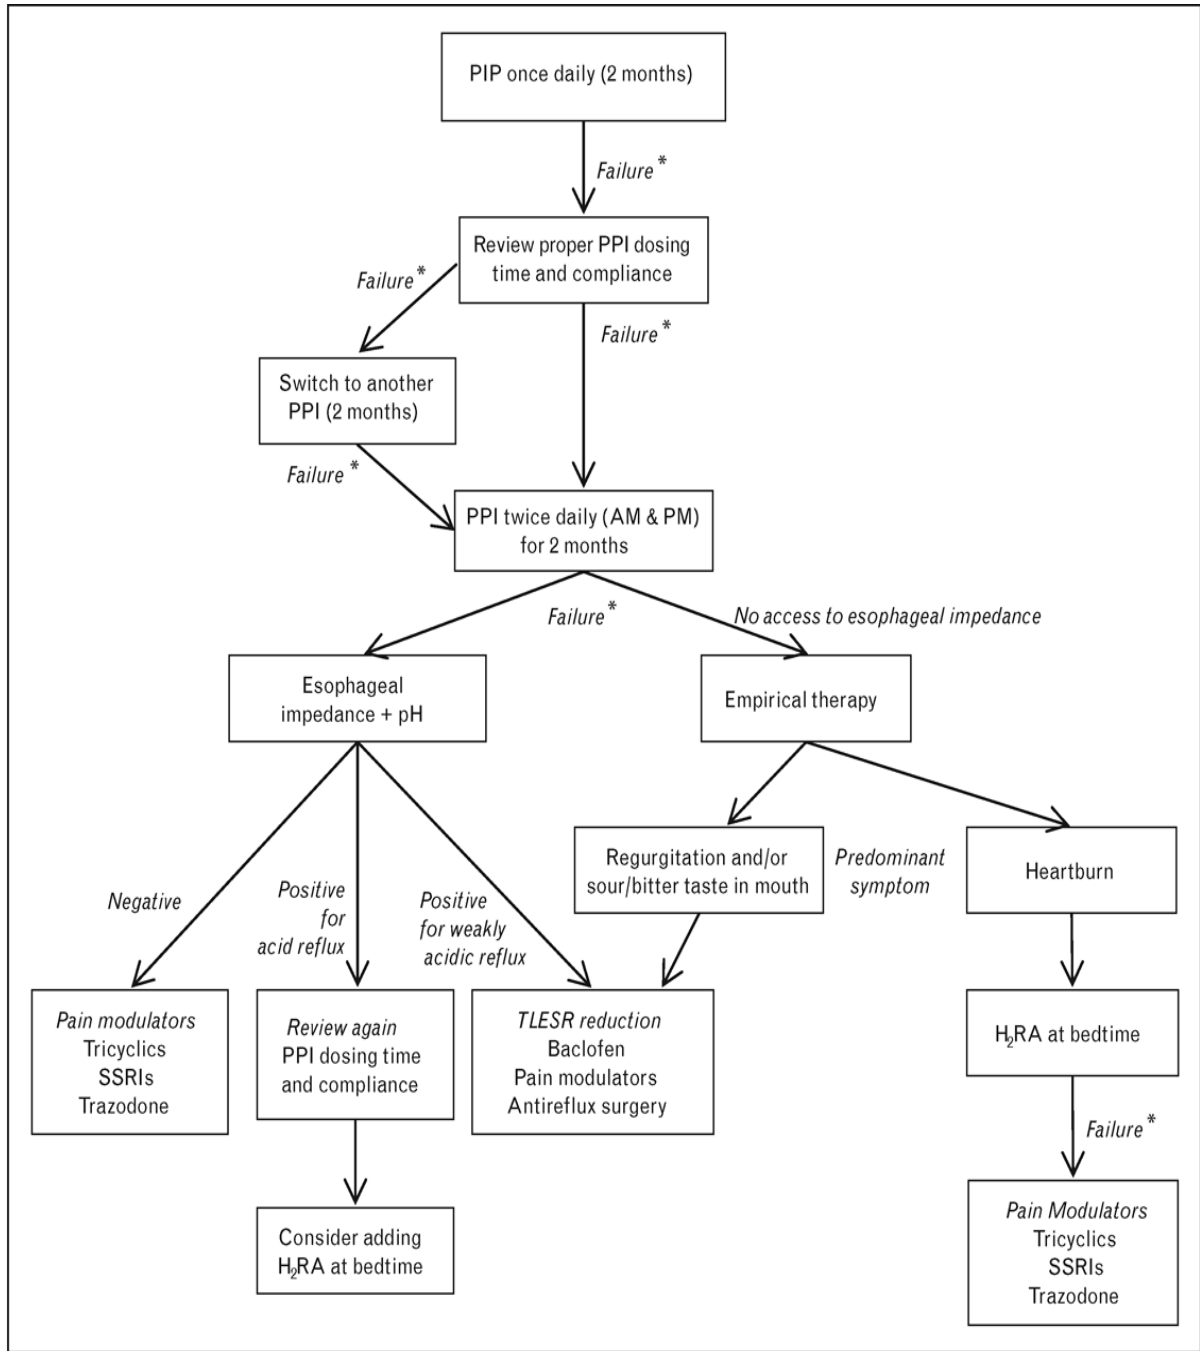 PIP once daily (2 months)
Failure*
Review proper PPI dosing
time and compliance
Failure*
Failure*
Switch to another
PPI (2 months)
Failure*
PPI twice daily (AM & PM)
for 2 months
Failure*
No access to esophageal impedance
Esophageal
impedance + pH
Empirical therapy
Negative
Positive
for
acid reflux
Positive
for weakly
acidic reflux
Regurgitation and/or
sour/bitter taste in mouth
Predominant
symptom
Heartburn
Pain modulators
Tricyclics
SSRIs
Trazodone
Review again
PPI dosing time
and compliance
TLESR reduction
Baclofen
Pain modulators
Antireflux surgery
H₂RA at bedtime
Failure*
Consider adding
H₂RA at bedtime
Pain Modulators
Tricyclics
SSRIs
Trazodone